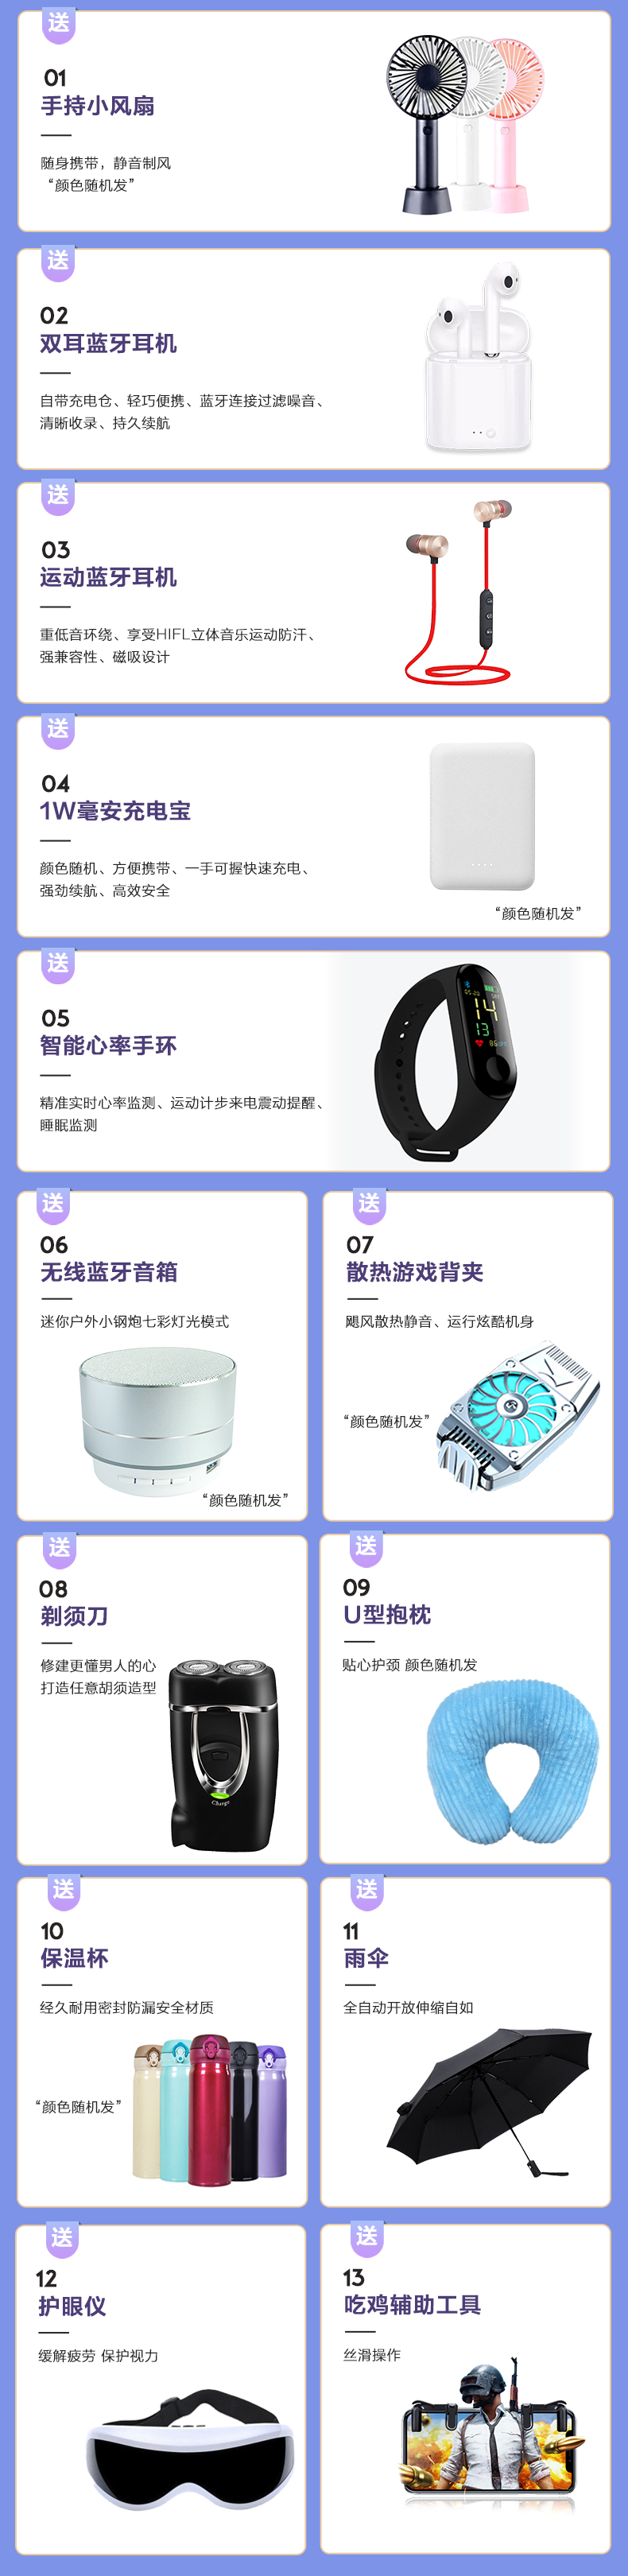 送
01
手持小风扇
随身携带，静音制风
“颜色随机发”
送
02
双耳蓝牙耳机
自带充电仓、轻巧便携、蓝牙连接过滤噪音、
清晰收录、持久续航
送
03
运动蓝牙耳机
重低音环绕、享受HIFL立体音乐运动防汗、
强兼容性、磁吸设计
送
04
1W毫安充电宝
颜色随机、方便携带、一手可握快速充电、
强劲续航、高效安全
“颜色随机发”
送
05
智能心率手环
精准实时心率监测、运动计步来电震动提醒、
睡眠监测
05-29
14
13
85
送
06
无线蓝牙音箱
迷你户外小钢炮七彩灯光模式
“颜色随机发”
送
07
散热游戏背夹
飓风散热静音、运行炫酷机身
“颜色随机发”
送
08
剃须刀
修建更懂男人的心
打造任意胡须造型
Charge
送
09
U型抱枕
贴心护颈 颜色随机发
送
10
保温杯
经久耐用密封防漏安全材质
“颜色随机发”
送
11
雨伞
全自动开放伸缩自如
送
12
护眼仪
缓解疲劳 保护视力
送
13
吃鸡辅助工具
丝滑操作